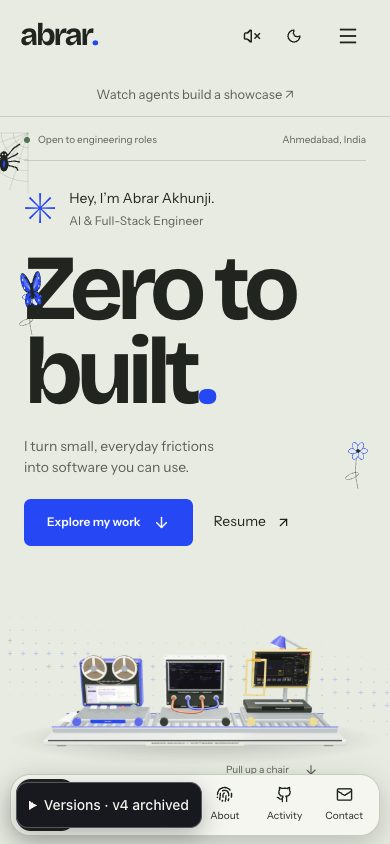 abrar.
Watch agents build a showcase ↗
Open to engineering roles
Ahmedabad, India
Hey, I'm Abrar Akhunji.
AI & Full-Stack Engineer
Zero to
built.
I turn small, everyday frictions
into software you can use.
Explore my work ↓
Resume ↗
Pull up a chair ↓
▶ Versions · v4 archived
About
Activity
Contact